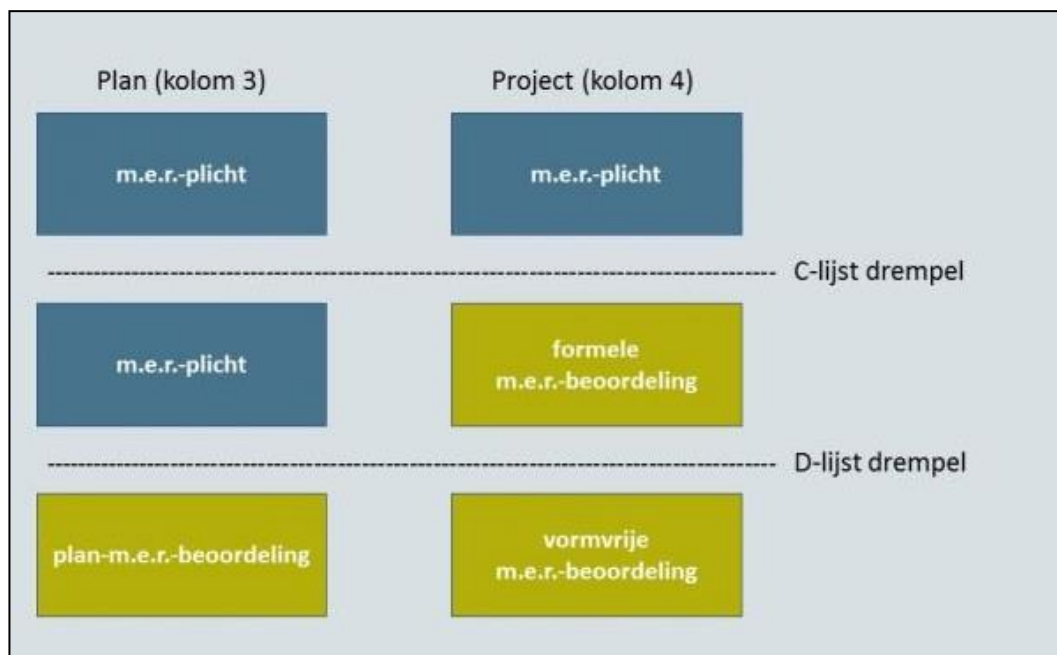 Plan (kolom 3)
Project (kolom 4)
m.e.r.-plicht
m.e.r.-plicht
C-lijst drempel
m.e.r.-plicht
formele
m.e.r.-beoordeling
D-lijst drempel
plan-m.e.r.-beoordeling
vormvrije
m.e.r.-beoordeling